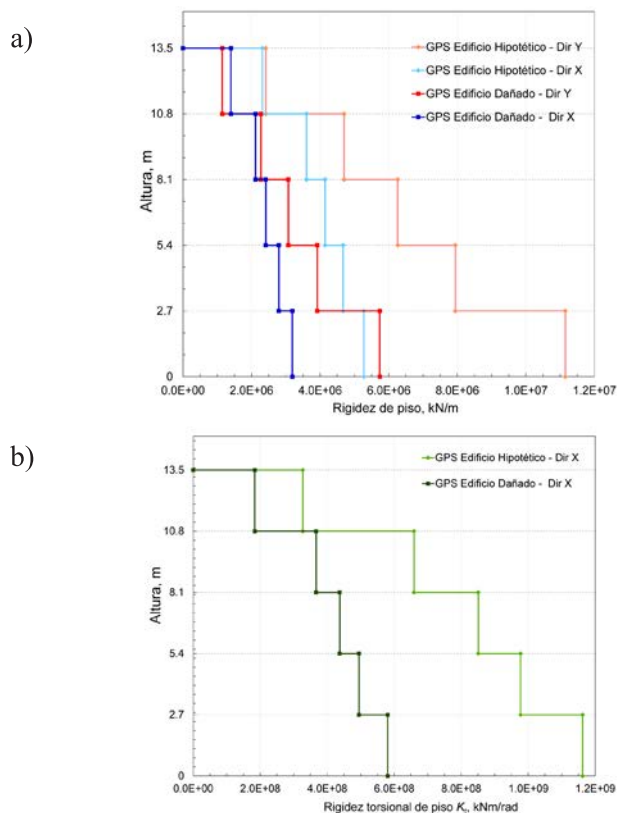 a)
13.5
10.8
8.1
5.4
2.7
0
Altura, m
GPS Edificio Hipotético - Dir Y
GPS Edificio Hipotético - Dir X
GPS Edificio Dañado - Dir Y
GPS Edificio Dañado - Dir X
0.0E+00 2.0E+06 4.0E+06 6.0E+06 8.0E+06 1.0E+07 1.2E+07
Rigidez de piso, kN/m
b)
13.5
10.8
8.1
5.4
2.7
0
Altura, m
GPS Edificio Hipotético - Dir X
GPS Edificio Dañado - Dir X
0.0E+00 2.0E+08 4.0E+08 6.0E+08 8.0E+08 1.0E+09 1.2E+09
Rigidez torsional de piso K, kNm/rad